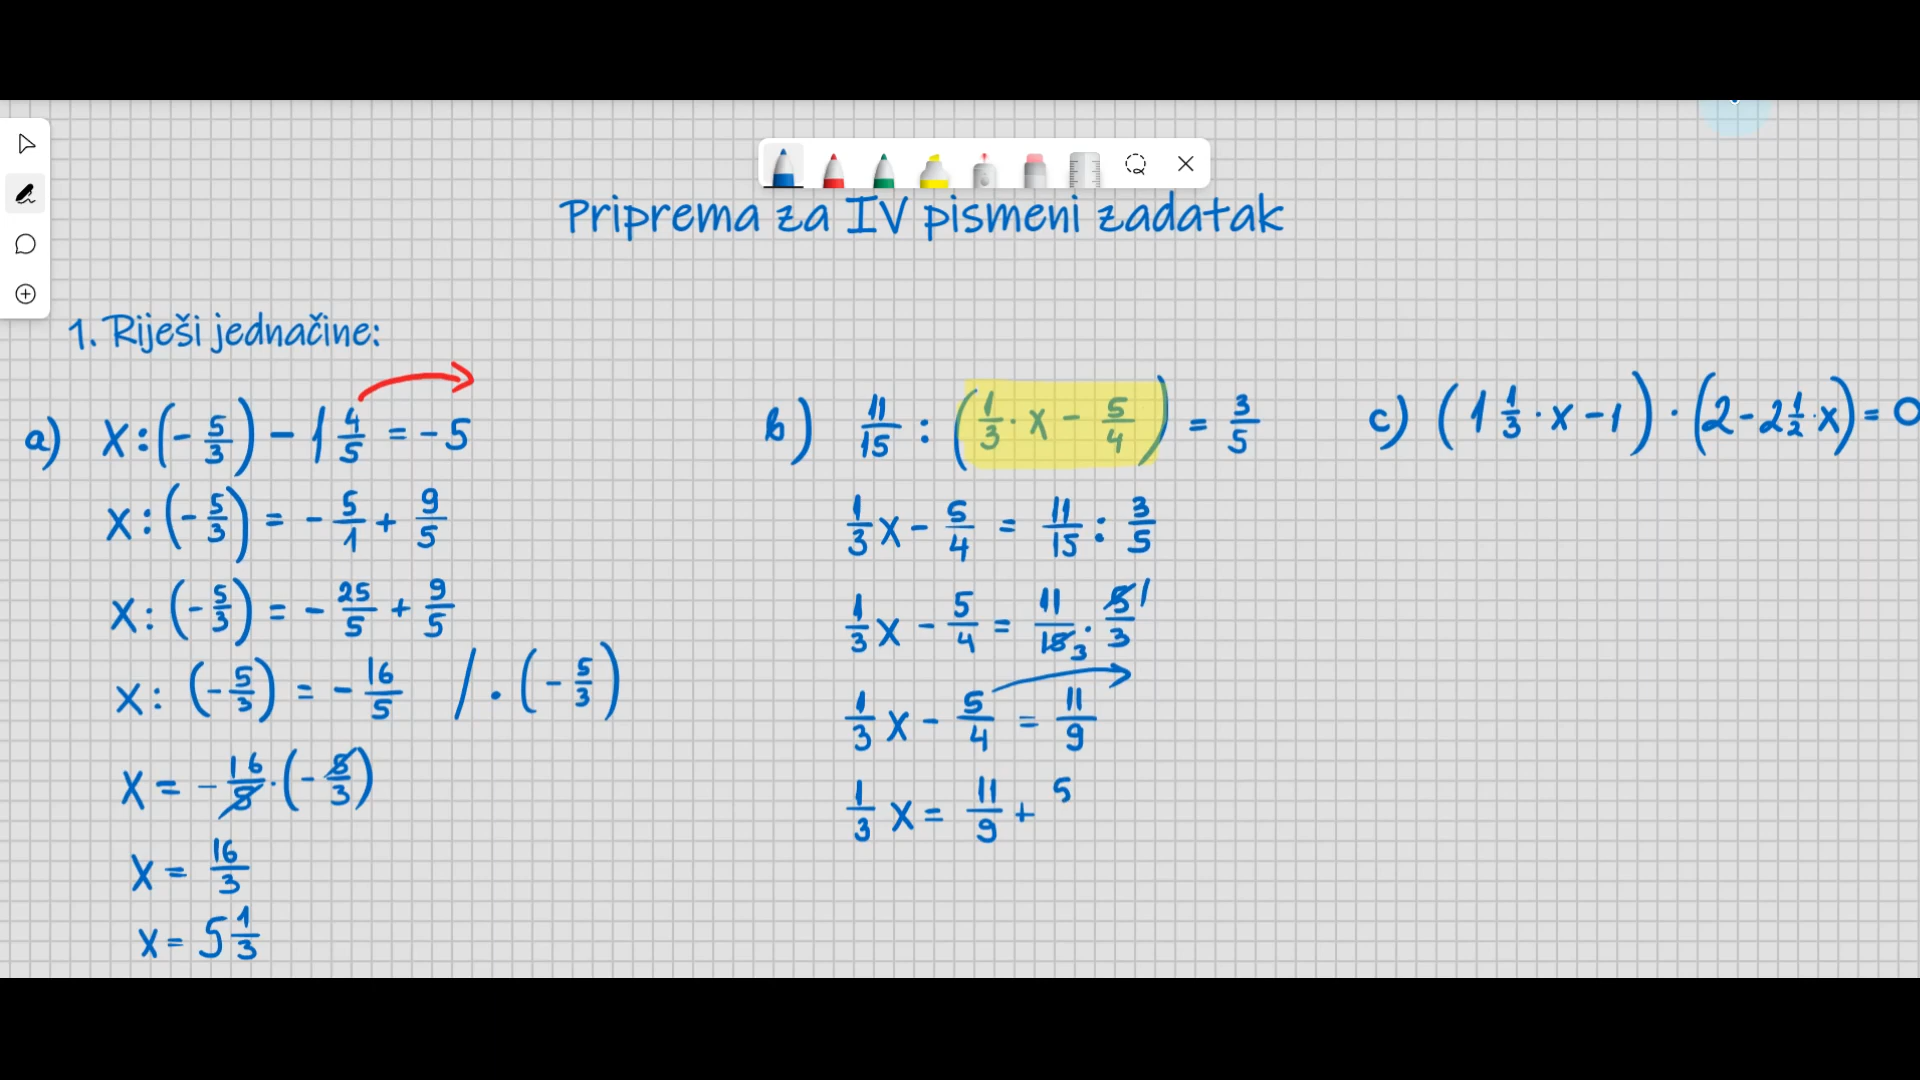 Priprema za IV pismeni zadatak
1. Riješi jednačine:
a) x:(-5/3) - 1 4/5 = -5
x:(-5/3) = -5/1 + 9/5
x:(-5/3) = -25/5 + 9/5
x:(-5/3) = -16/5 / · (-5/3)
x = -16/5 · (-5/3)
x = 16/3
x = 5 1/3
b) 11/15 : (1/3 · x - 5/4) = 3/5
1/3 x - 5/4 = 11/15 : 3/5
1/3 x - 5/4 = 11/15 3 · 5/3 1
1/3 x - 5/4 = 11/9
1/3 x = 11/9 + 5
c) (1 1/3 · x - 1) · (2 - 2 1/2 · x) = 0